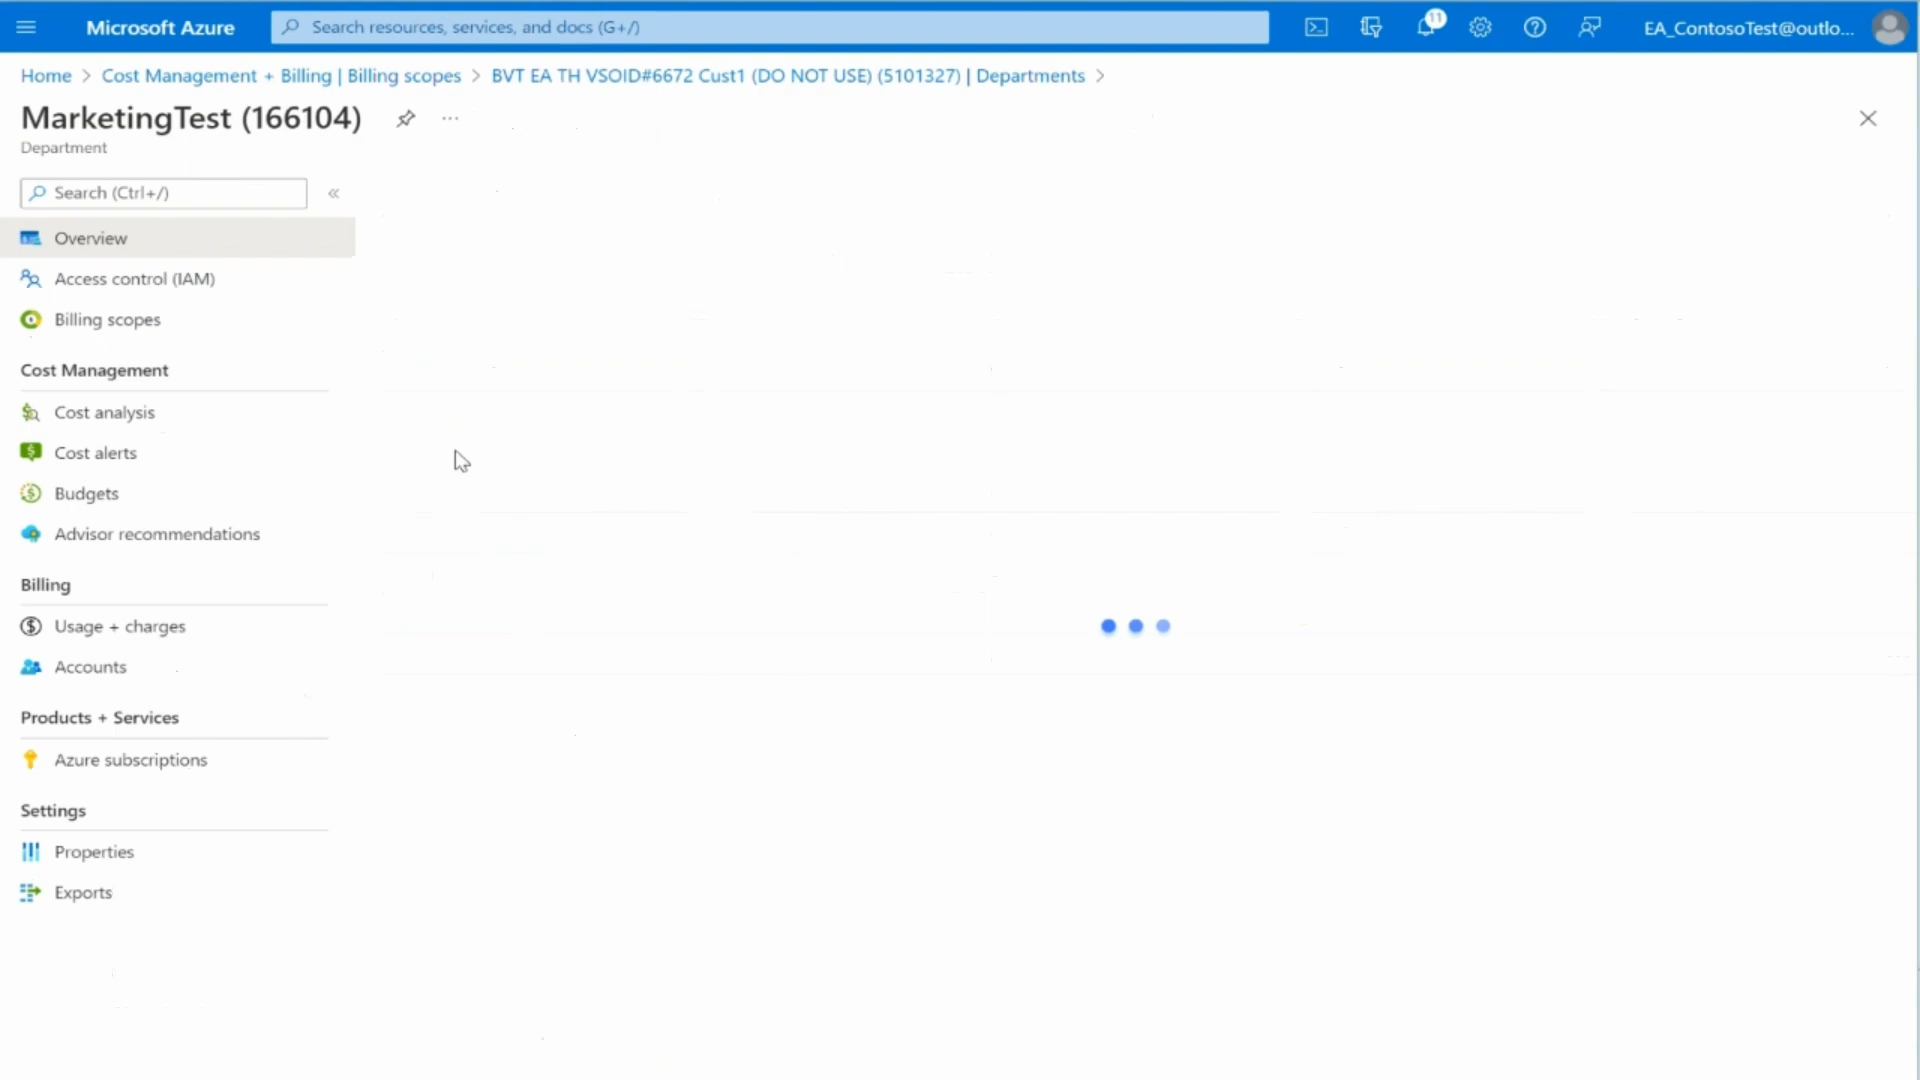 Microsoft Azure
Search resources, services, and docs (G+/)
11
EA_ContosoTest@outlo...
Home > Cost Management + Billing | Billing scopes > BVT EA TH VSOID#6672 Cust1 (DO NOT USE) (5101327) | Departments >
MarketingTest (166104)
Department
Search (Ctrl+/)
Overview
Access control (IAM)
Billing scopes
Cost Management
Cost analysis
Cost alerts
Budgets
Advisor recommendations
Billing
Usage + charges
Accounts
Products + Services
Azure subscriptions
Settings
Properties
Exports